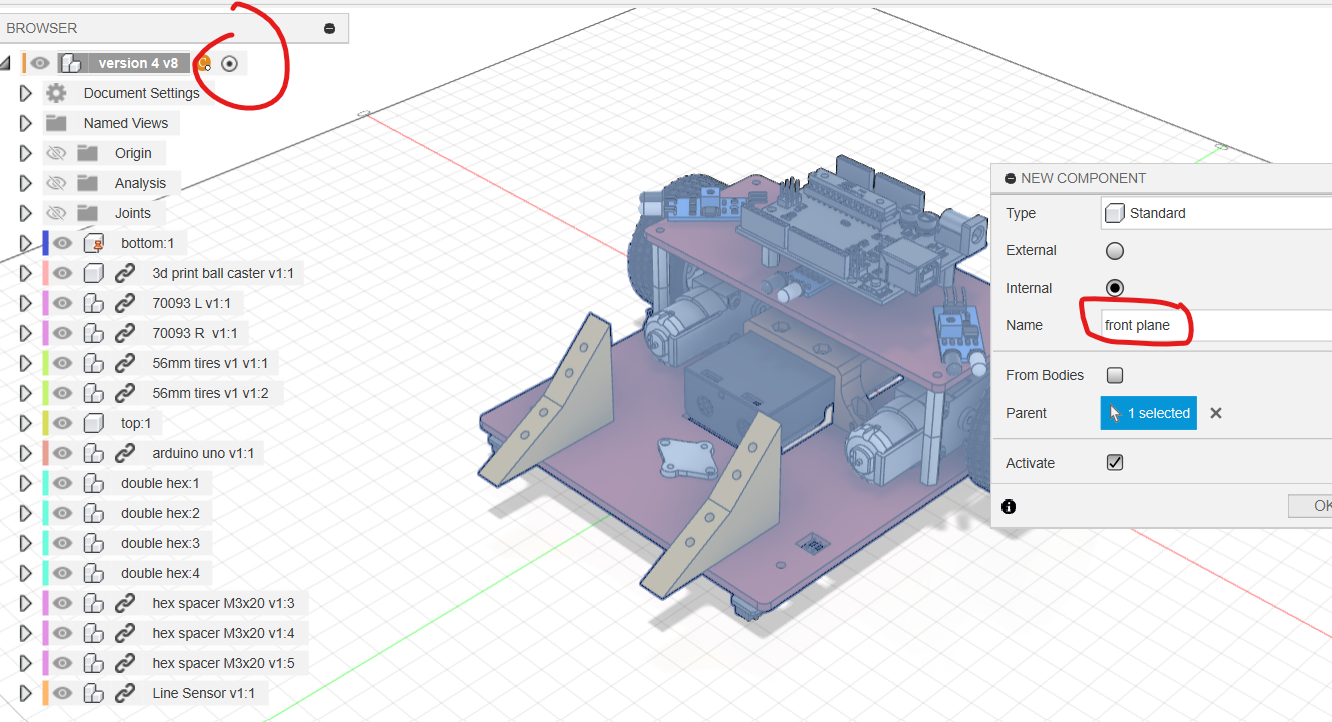 BROWSER
version 4 v8
Document Settings
Named Views
Origin
Analysis
Joints
bottom:1
3d print ball caster v1:1
70093 L v1:1
70093 R v1:1
56mm tires v1 v1:1
56mm tires v1 v1:2
top:1
arduino uno v1:1
double hex:1
double hex:2
double hex:3
double hex:4
hex spacer M3x20 v1:3
hex spacer M3x20 v1:4
hex spacer M3x20 v1:5
Line Sensor v1:1
NEW COMPONENT
Type Standard
External
Internal
Name front plane
From Bodies
Parent 1 selected
Activate
OK